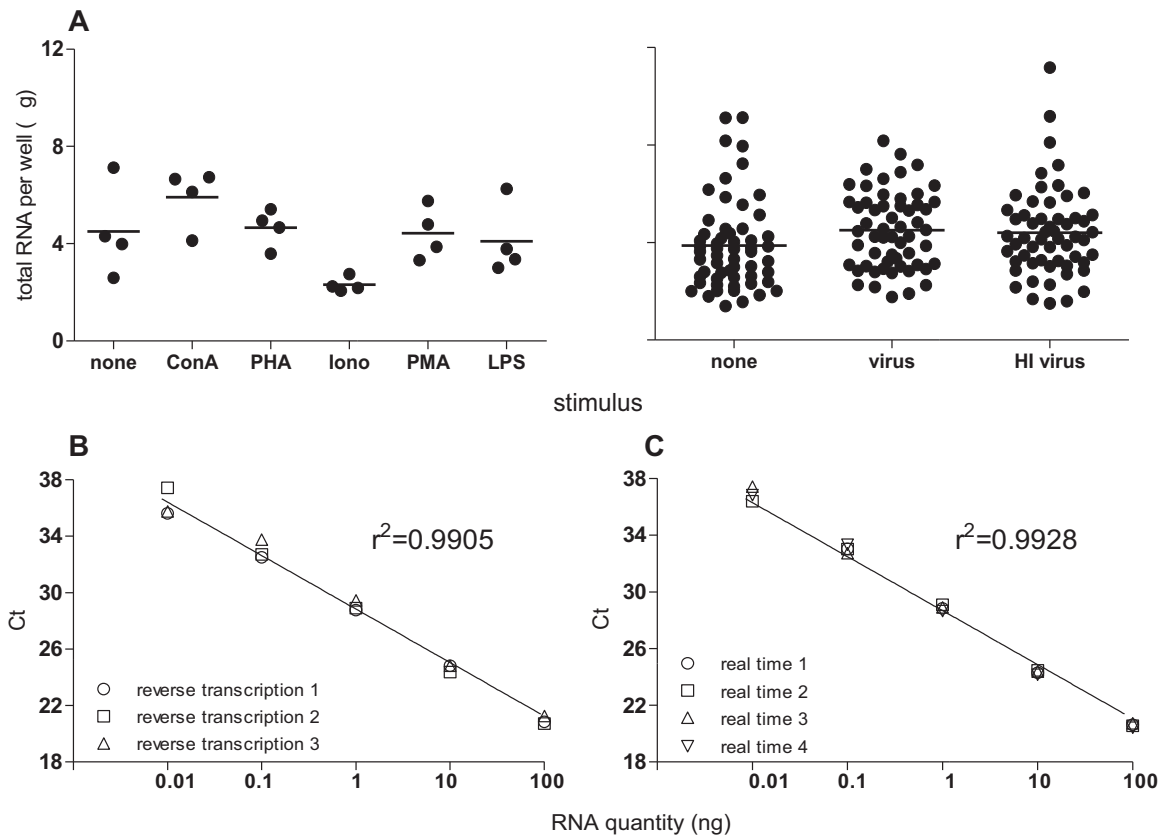 A
total RNA per well ( g)
12
8
4
0
none ConA PHA Iono PMA LPS
none virus HI virus
stimulus
B
Ct
38
34
30
26
22
18
r²=0.9905
reverse transcription 1
reverse transcription 2
reverse transcription 3
0.01 0.1 1 10 100
C
Ct
38
34
30
26
22
18
r²=0.9928
real time 1
real time 2
real time 3
real time 4
0.01 0.1 1 10 100
RNA quantity (ng)